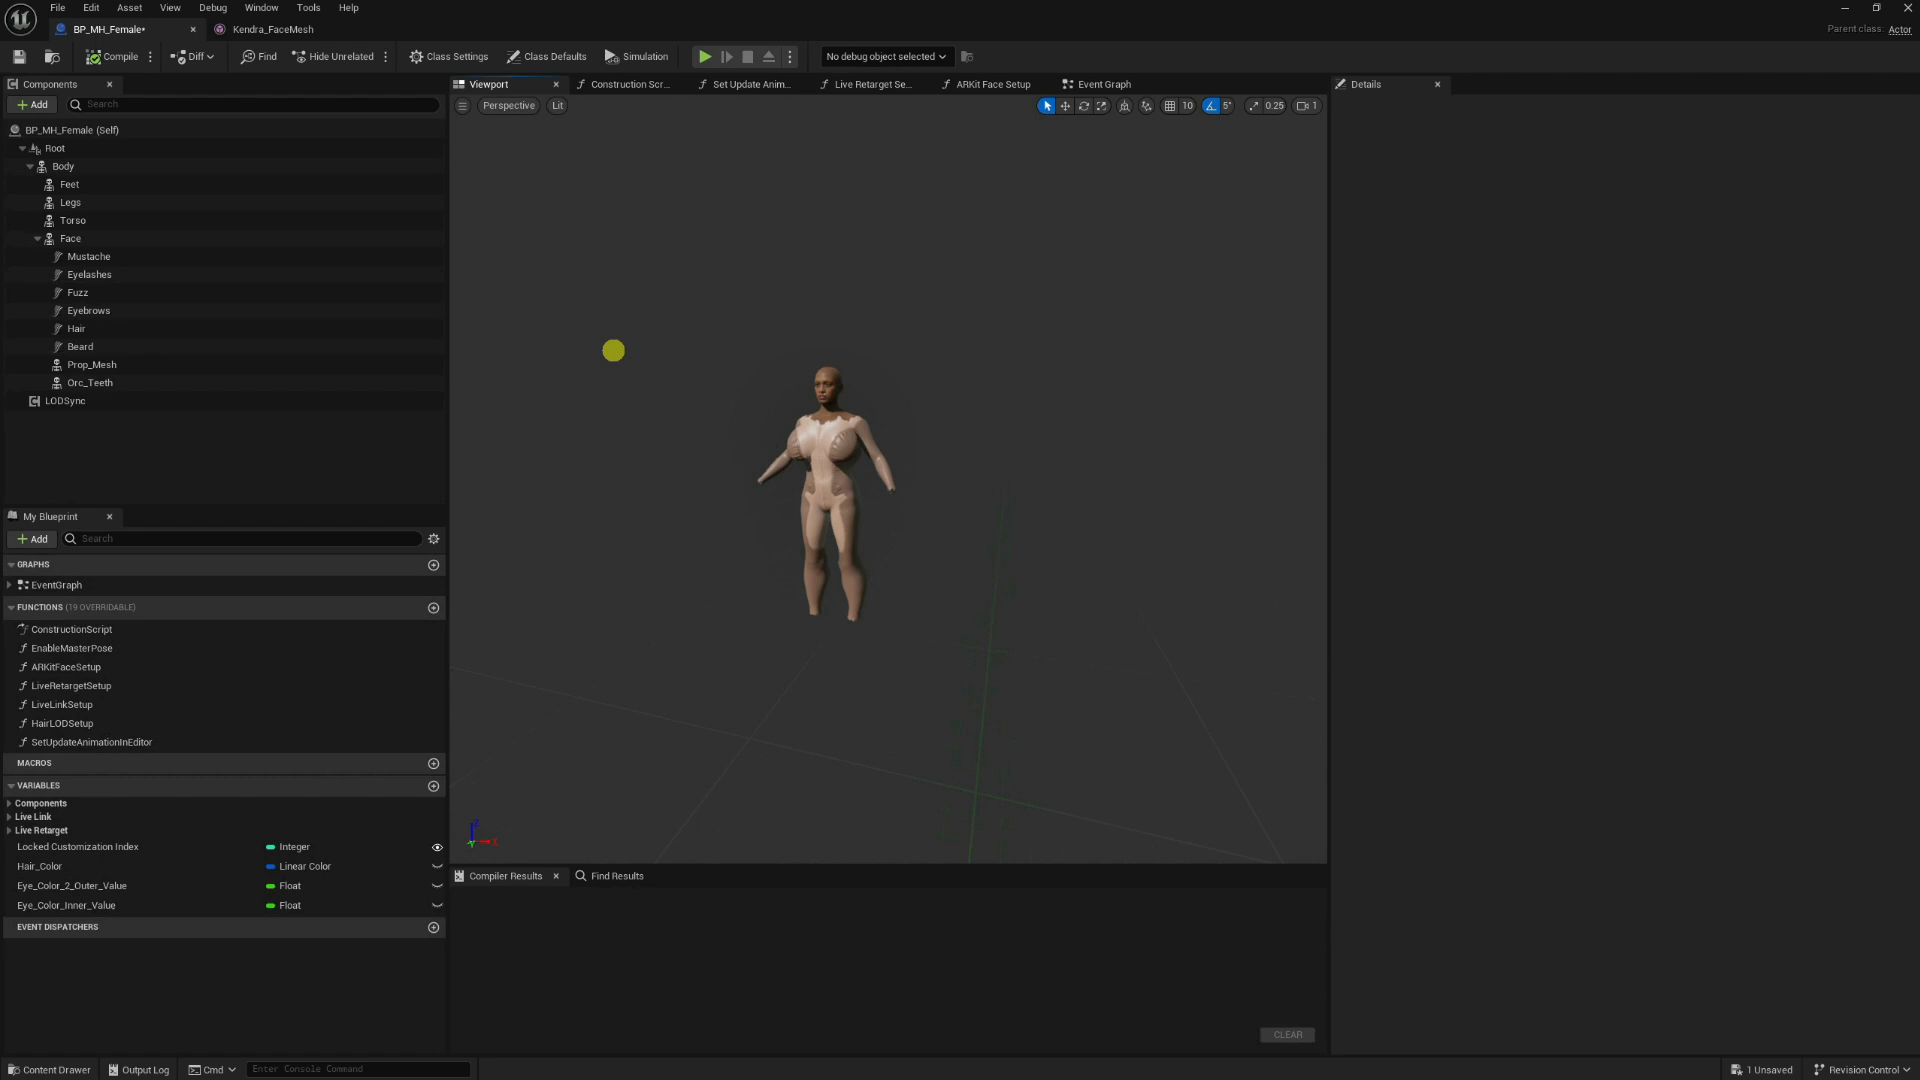 File Edit Asset View Debug Window Tools Help
BP_MH_Female*
Kendra_FaceMesh
Parent class: Actor
Compile
Diff
Find
Hide Unrelated
Class Settings
Class Defaults
Simulation
No debug object selected
Components
Viewport
Construction Scr...
Set Update Anim...
Live Retarget Se...
ARKit Face Setup
Event Graph
Details
Add
Search
Perspective
Lit
10
5°
0.25
1
BP_MH_Female (Self)
Root
Body
Feet
Legs
Torso
Face
Mustache
Eyelashes
Fuzz
Eyebrows
Hair
Beard
Prop_Mesh
Orc_Teeth
LODSync
My Blueprint
Add
Search
GRAPHS
EventGraph
FUNCTIONS (19 OVERRIDABLE)
ConstructionScript
EnableMasterPose
ARKitFaceSetup
LiveRetargetSetup
LiveLinkSetup
HairLODSetup
SetUpdateAnimationInEditor
MACROS
VARIABLES
Components
Live Link
Live Retarget
Locked Customization Index Integer
Hair_Color Linear Color
Eye_Color_2_Outer_Value Float
Eye_Color_Inner_Value Float
EVENT DISPATCHERS
Z
X
Y
Compiler Results
Find Results
CLEAR
Content Drawer
Output Log
Cmd
Enter Console Command
1 Unsaved
Revision Control